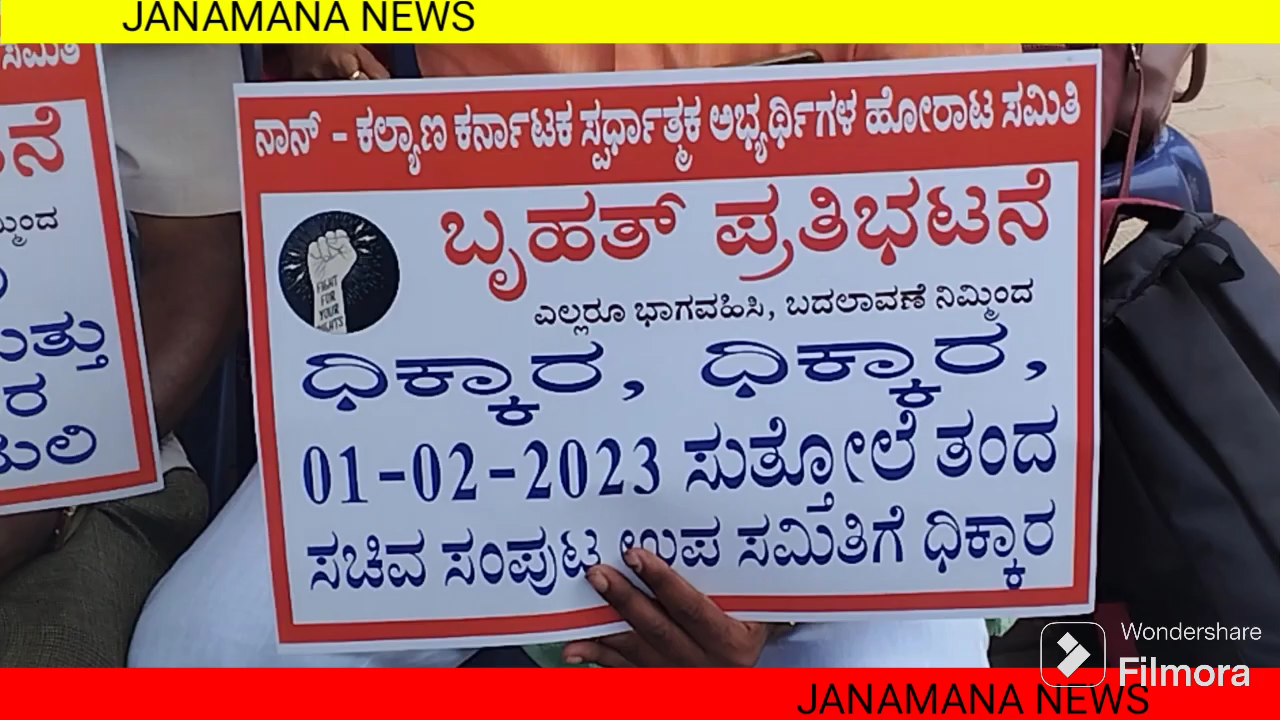 JANAMANA NEWS
ಸಮಿತಿ
ನಾನ್ - ಕಲ್ಯಾಣ ಕರ್ನಾಟಕ ಸ್ಪರ್ಧಾತ್ಮಕ ಅಭ್ಯರ್ಥಿಗಳ ಹೋರಾಟ ಸಮಿತಿ
ಬೃಹತ್ ಪ್ರತಿಭಟನೆ
FIGHT
FOR
YOUR
RIGHTS
ಎಲ್ಲರೂ ಭಾಗವಹಿಸಿ, ಬದಲಾವಣೆ ನಿಮ್ಮಿಂದ
ಧಿಕ್ಕಾರ, ಧಿಕ್ಕಾರ,
01-02-2023 ಸುತ್ತೋಲೆ ತಂದ
ಸಚಿವ ಸಂಪುಟ ಉಪ ಸಮಿತಿಗೆ ಧಿಕ್ಕಾರ
Wondershare
Filmora
JANAMANA NEWS